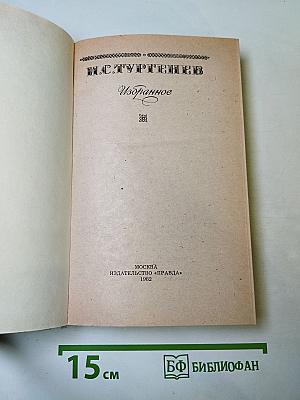 И. С. ТУРГЕНЕВ
Избранное
МОСКВА
ИЗДАТЕЛЬСТВО «ПРАВДА»
1982
15 см
БФ БИБЛИОФАН